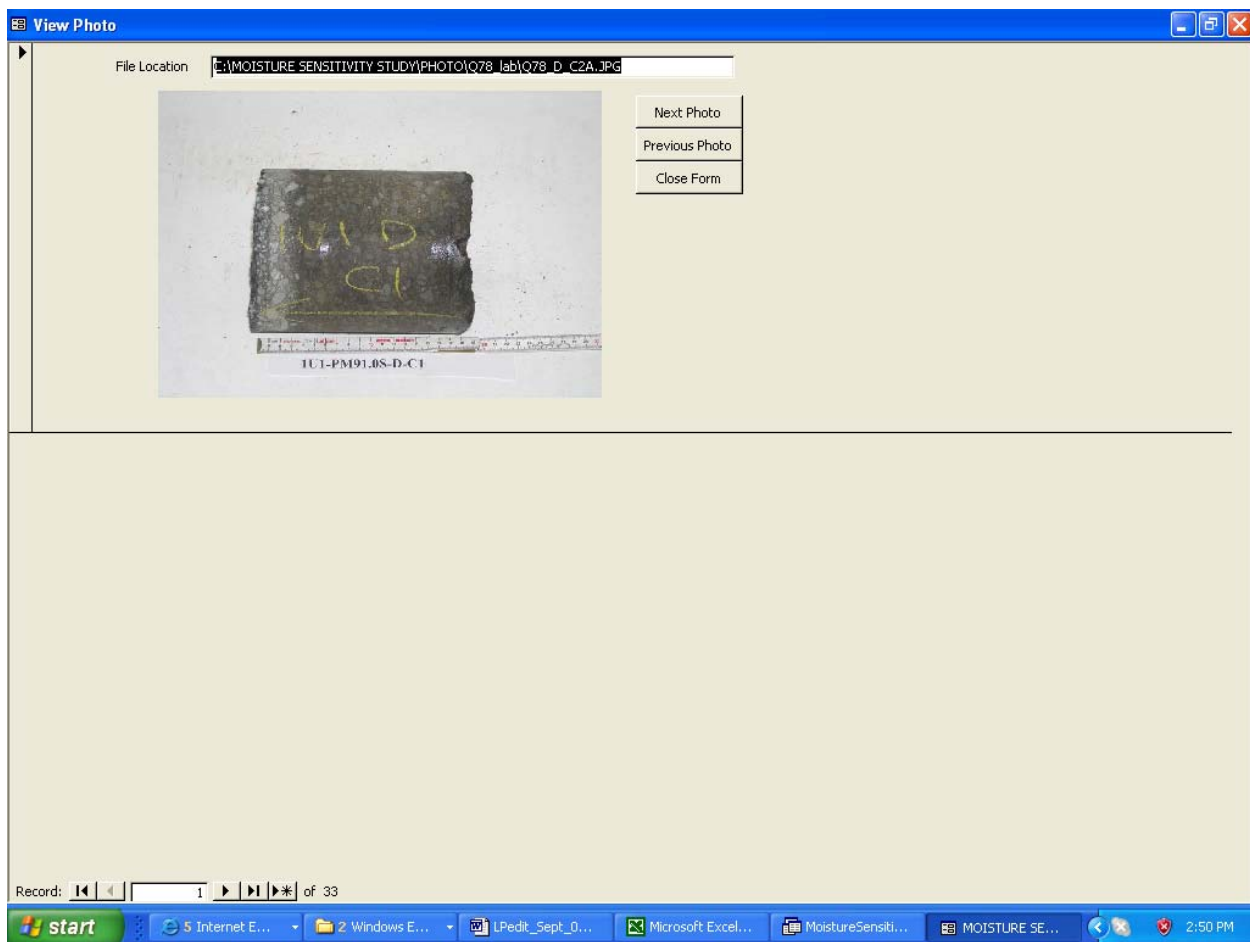 View Photo
File Location C:\MOISTURE SENSITIVITY STUDY\PHOTO\Q78_lab\Q78_D_C2A.JPG
Next Photo
Previous Photo
Close Form
1U1 D
C1
1U1-PM91.0S-D-C1
Record: 1 of 33
start 5 Internet E... 2 Windows E... LPedit_Sept_0... Microsoft Excel... MoistureSensiti... MOISTURE SE... 2:50 PM